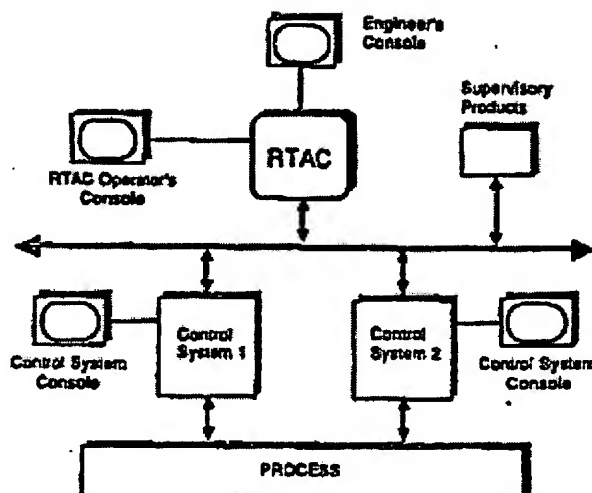 Engineer's
Console
Supervisory
Products
RTAC
RTAC Operator's
Console
Control
System 1
Control
System 2
Control System
Console
Control System
Console
PROCESS